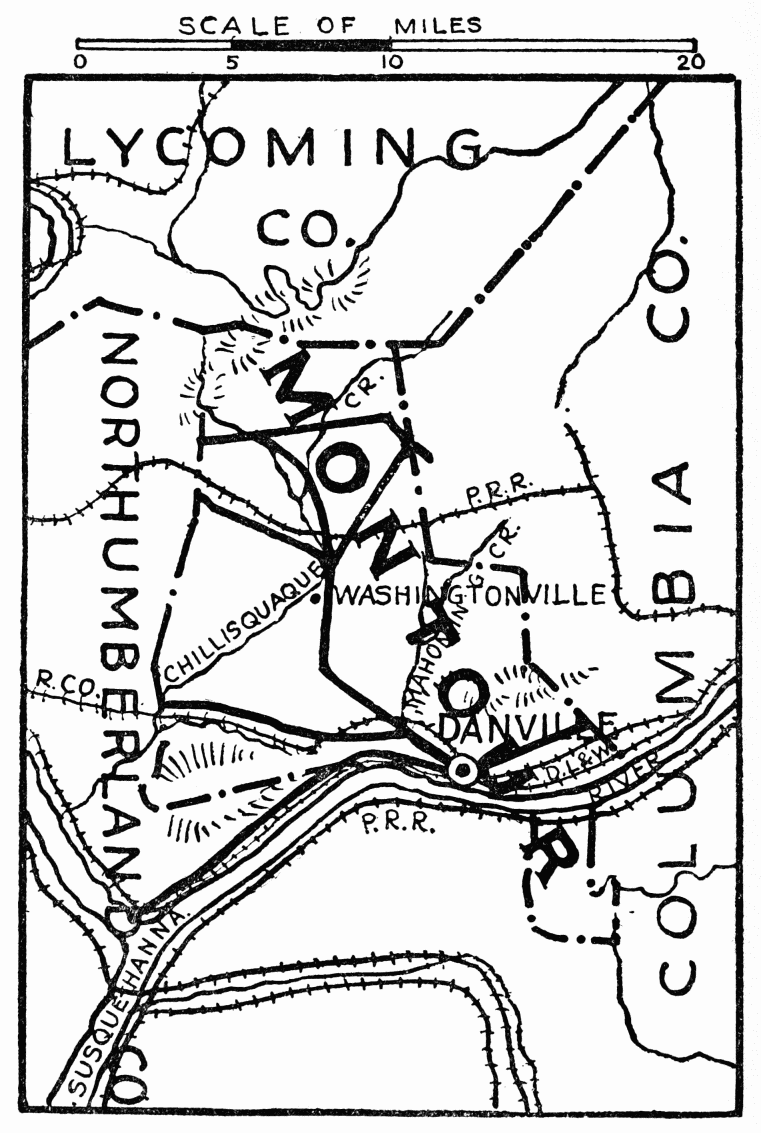 SCALE OF MILES
0 5 10 20
LYCOMING
CO.
NORTHUMBERLAND
CO.
COLUMBIA
CO.
MONTOUR
CR.
P.R.R.
MAHONING CR.
WASHINGTONVILLE
CHILLISQUAQUE
R.CO.
DANVILLE
D.L&W.
RIVER
P.R.R.
SUSQUEHANNA